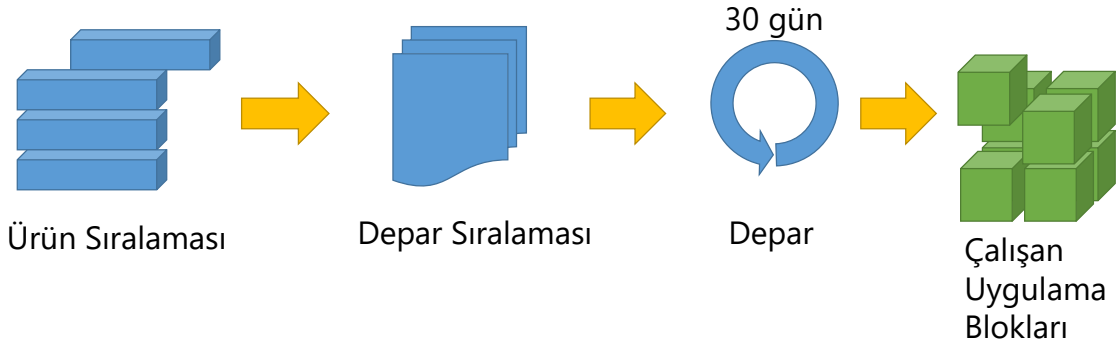 30 gün
Ürün Sıralaması
Depar Sıralaması
Depar
Çalışan
Uygulama
Blokları